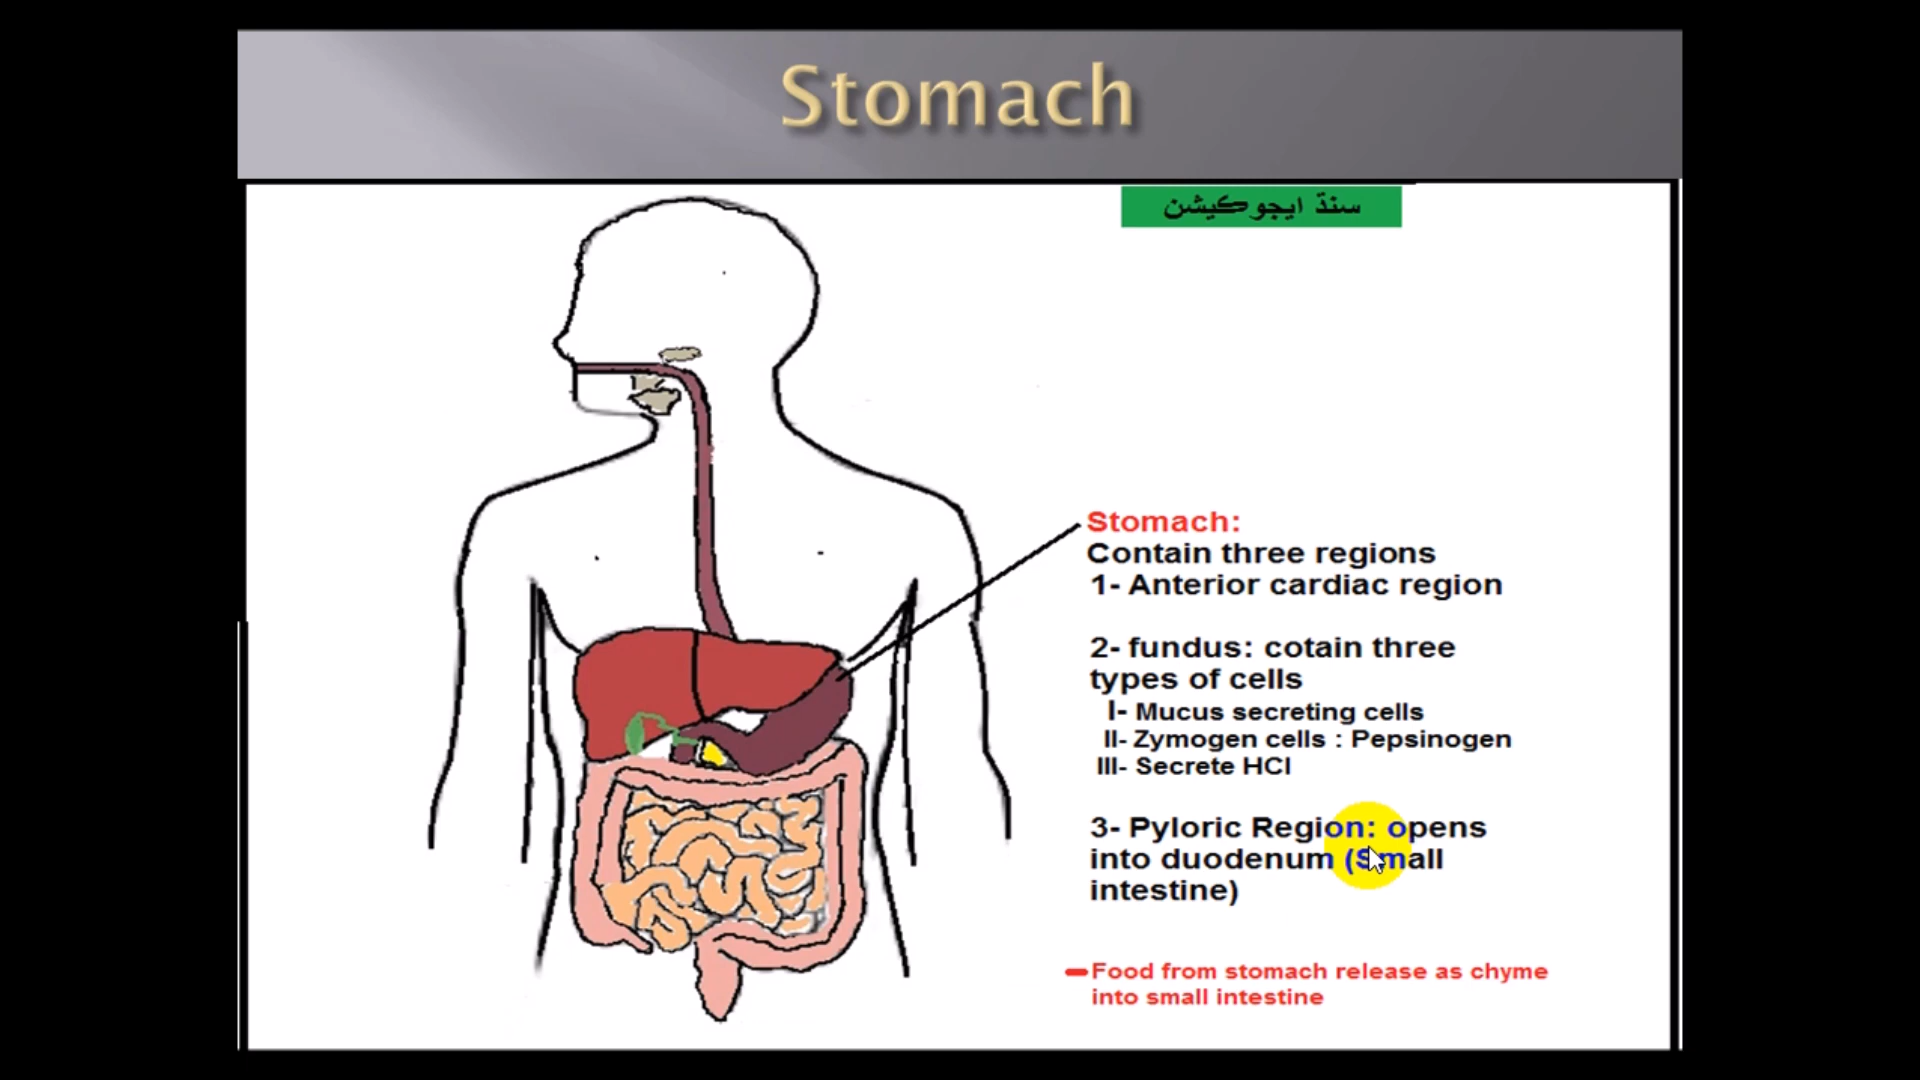 Stomach
سنڌ ايجوڪيشن
Stomach:
Contain three regions
1- Anterior cardiac region
2- fundus: cotain three
types of cells
I- Mucus secreting cells
II- Zymogen cells : Pepsinogen
III- Secrete HCl
3- Pyloric Region: opens
into duodenum (Small
intestine)
Food from stomach release as chyme
into small intestine